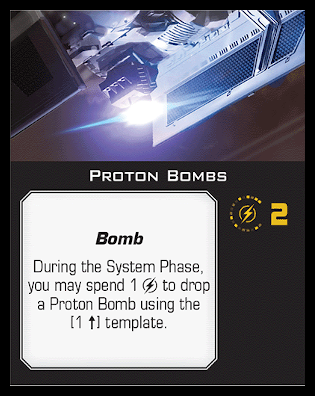 PROTON BOMBS
2
Bomb
During the System Phase,
you may spend 1 to drop
a Proton Bomb using the
[1 ⬆] template.